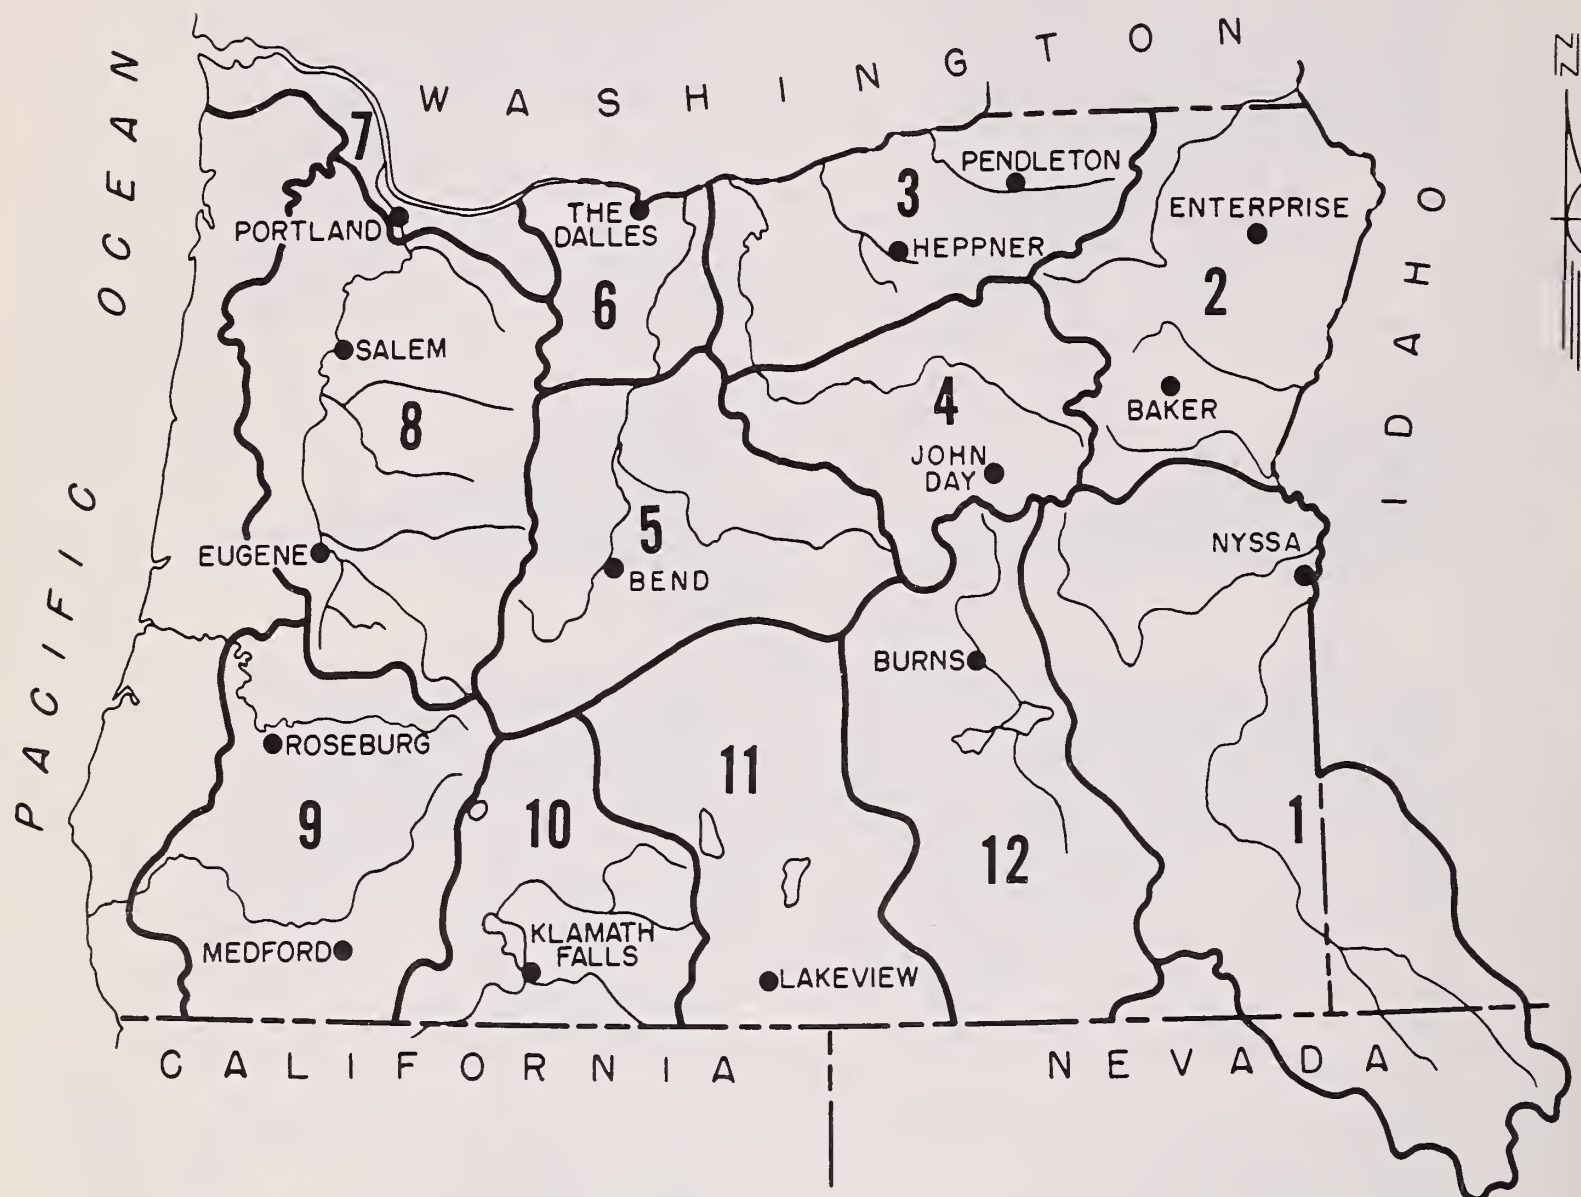 WASHINGTON
PACIFIC OCEAN
IDAHO
N
7
PORTLAND
THE
DALLES
3
PENDLETON
HEPPNER
ENTERPRISE
2
6
SALEM
8
4
JOHN
DAY
BAKER
EUGENE
5
BEND
NYSSA
BURNS
ROSEBURG
9
10
11
12
1
MEDFORD
KLAMATH
FALLS
LAKEVIEW
CALIFORNIA
NEVADA